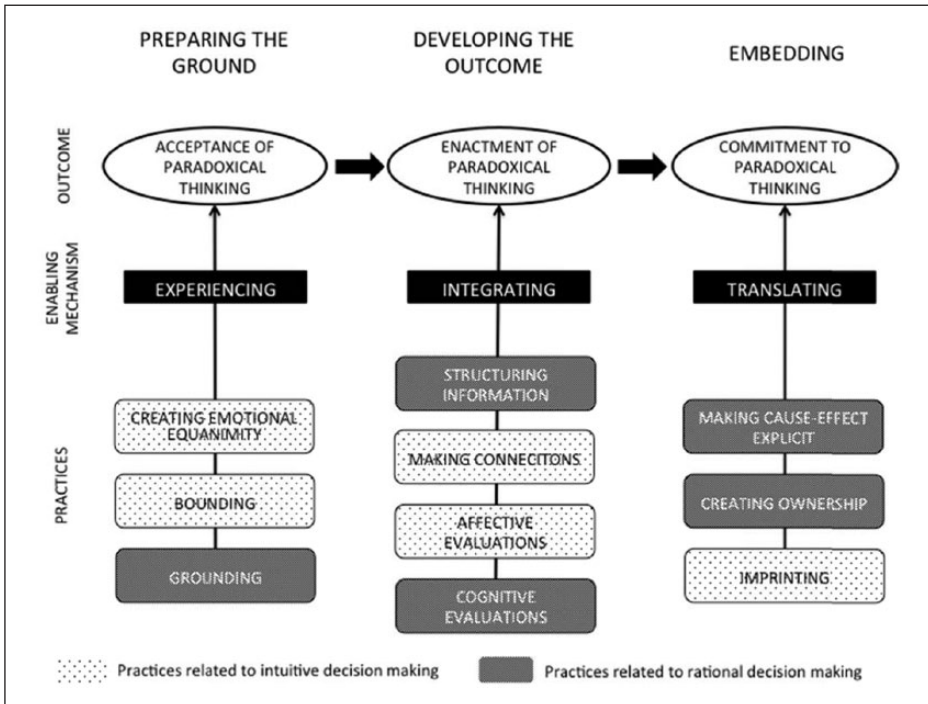 PREPARING THE
GROUND
DEVELOPING THE
OUTCOME
EMBEDDING
OUTCOME
ACCEPTANCE OF
PARADOXICAL
THINKING
ENACTMENT OF
PARADOXICAL
THINKING
COMMITMENT TO
PARADOXICAL
THINKING
ENABLING
MECHANISM
EXPERIENCING
INTEGRATING
TRANSLATING
PRACTICES
CREATING EMOTIONAL
EQUANIMITY
BOUNDING
GROUNDING
STRUCTURING
INFORMATION
MAKING CONNECITONS
AFFECTIVE
EVALUATIONS
COGNITIVE
EVALUATIONS
MAKING CAUSE-EFFECT
EXPLICIT
CREATING OWNERSHIP
IMPRINTING
Practices related to intuitive decision making
Practices related to rational decision making